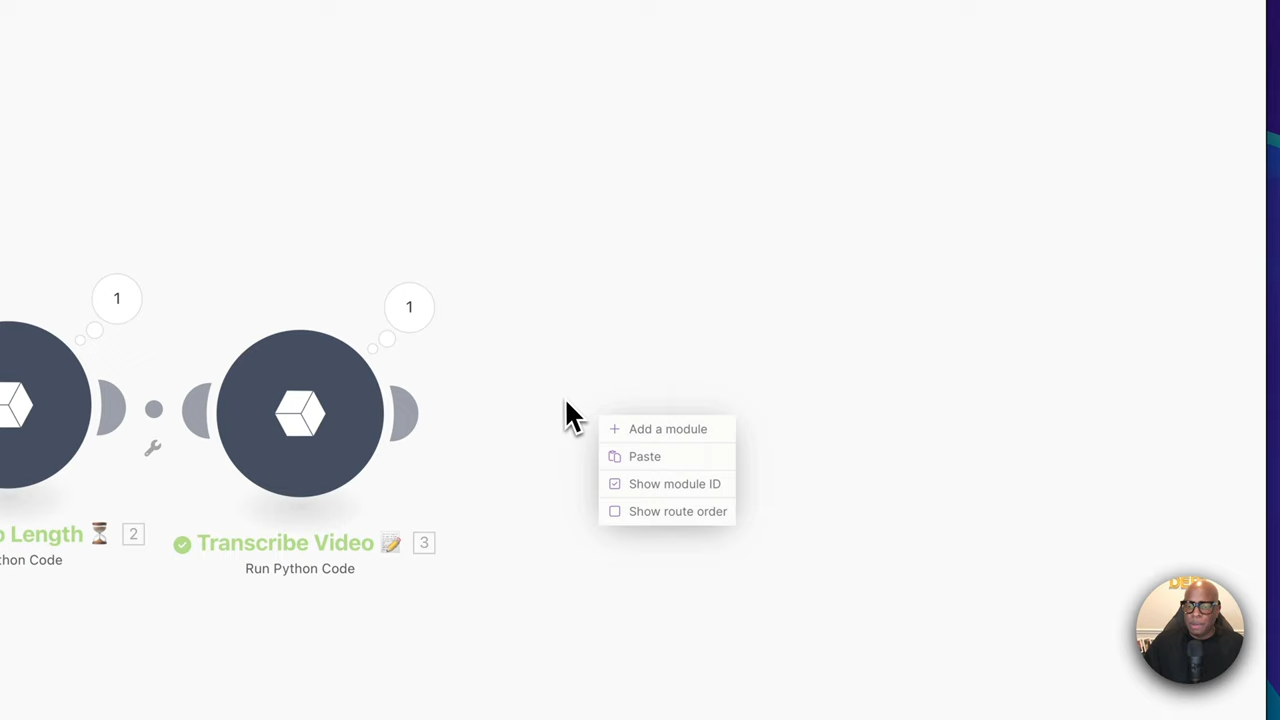 1
1
Add a module
Paste
Show module ID
Show route order
Length
2
Transcribe Video
3
Code
Run Python Code